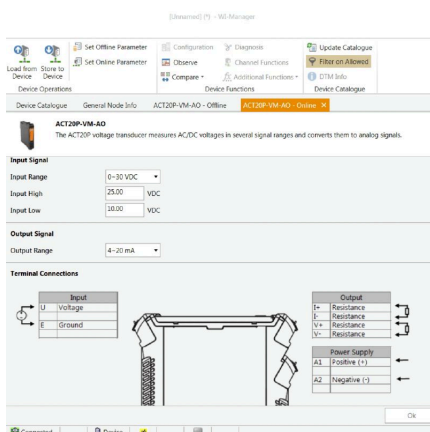 [Unnamed] (*) - WI-Manager
Load from Device
Store to Device
Set Offline Parameter
Set Online Parameter
Device Operations
Configuration
Diagnosis
Observe
Channel Functions
Compare
Additional Functions
Device Functions
Update Catalogue
Filter on Allowed
DTM Info
Device Catalogue
Device Catalogue General Node Info ACT20P-VM-AO - Offline ACT20P-VM-AO - Online ×
ACT20P-VM-AO
The ACT20P voltage transducer measures AC/DC voltages in several signal ranges and converts them to analog signals.
Input Signal
Input Range 0~30 VDC
Input High 25.00 VDC
Input Low 10.00 VDC
Output Signal
Output Range 4~20 mA
Terminal Connections
Input
U Voltage
E Ground
Output
I+ Resistance
I- Resistance
V+ Resistance
V- Resistance
Power Supply
A1 Positive (+)
A2 Negative (-)
Ok
Connected
Device